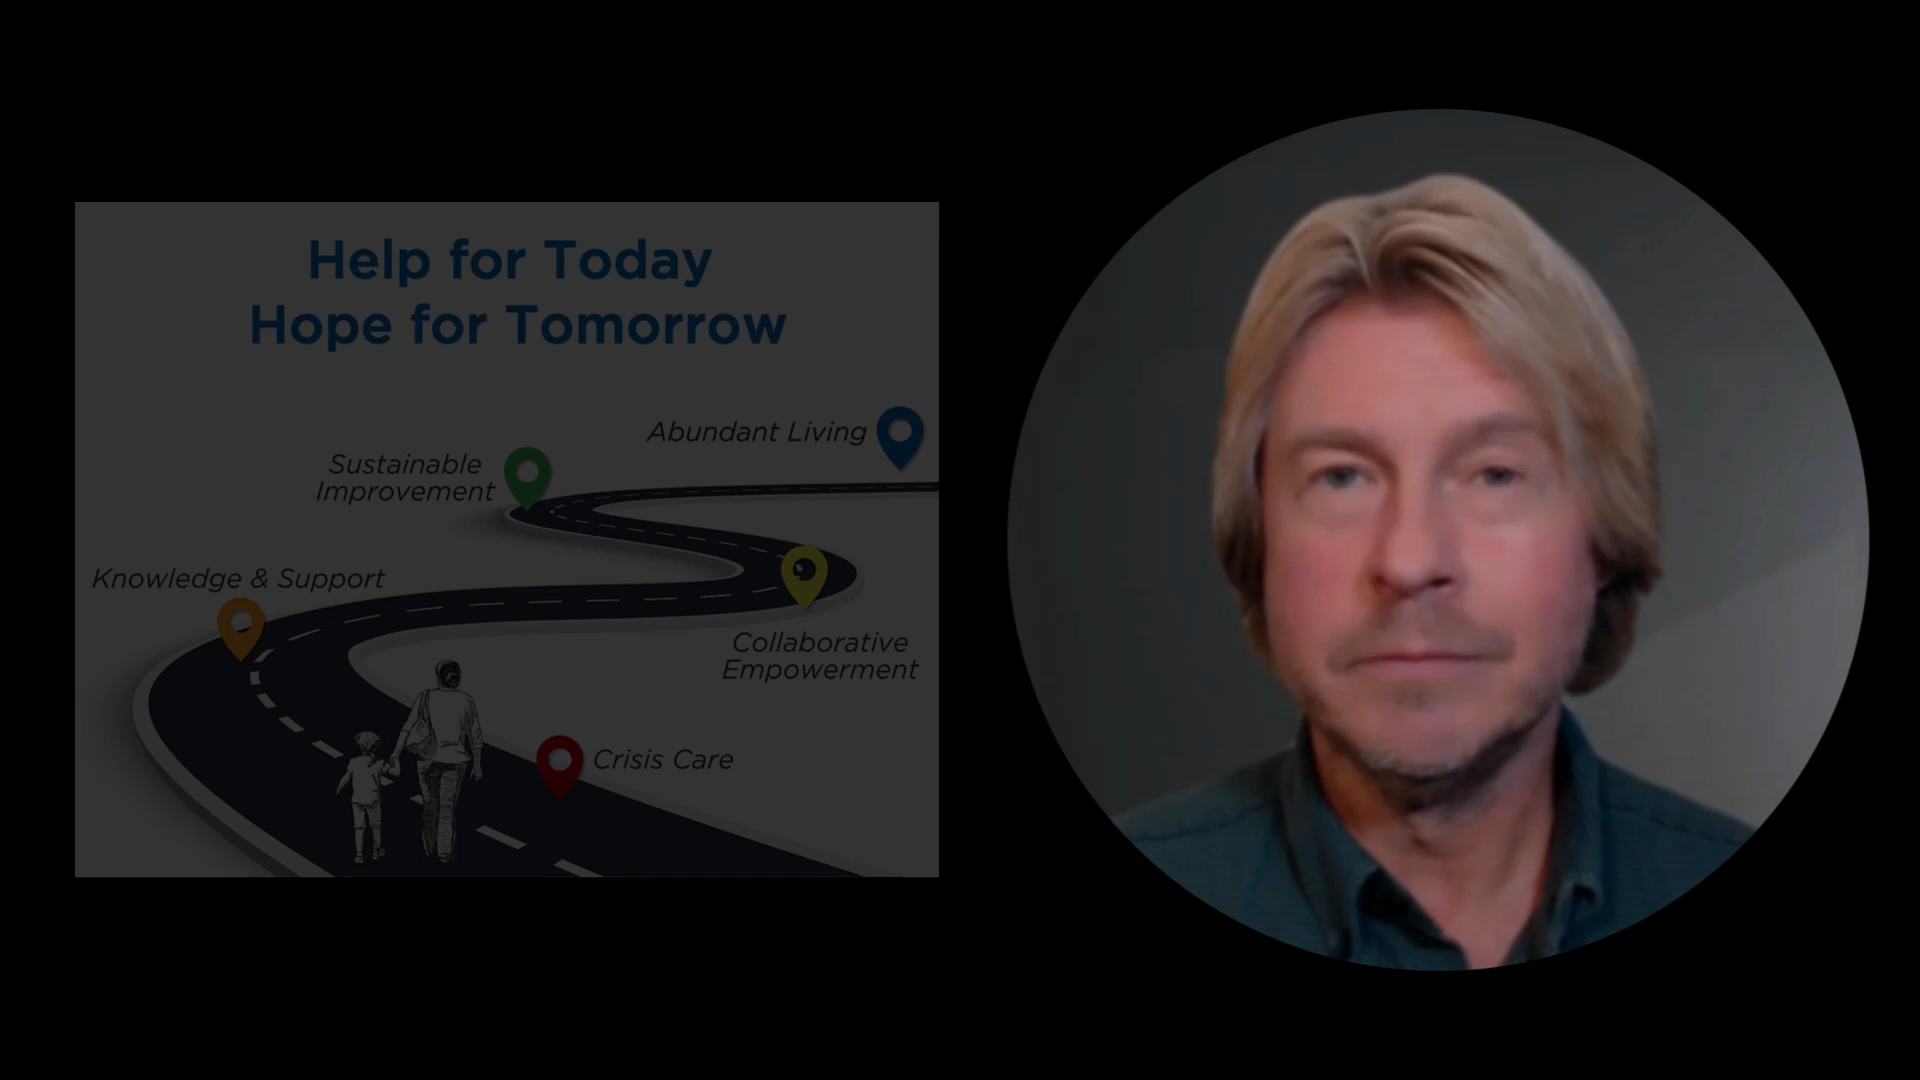 Help for Today
Hope for Tomorrow
Abundant Living
Sustainable
Improvement
Knowledge & Support
Collaborative
Empowerment
Crisis Care